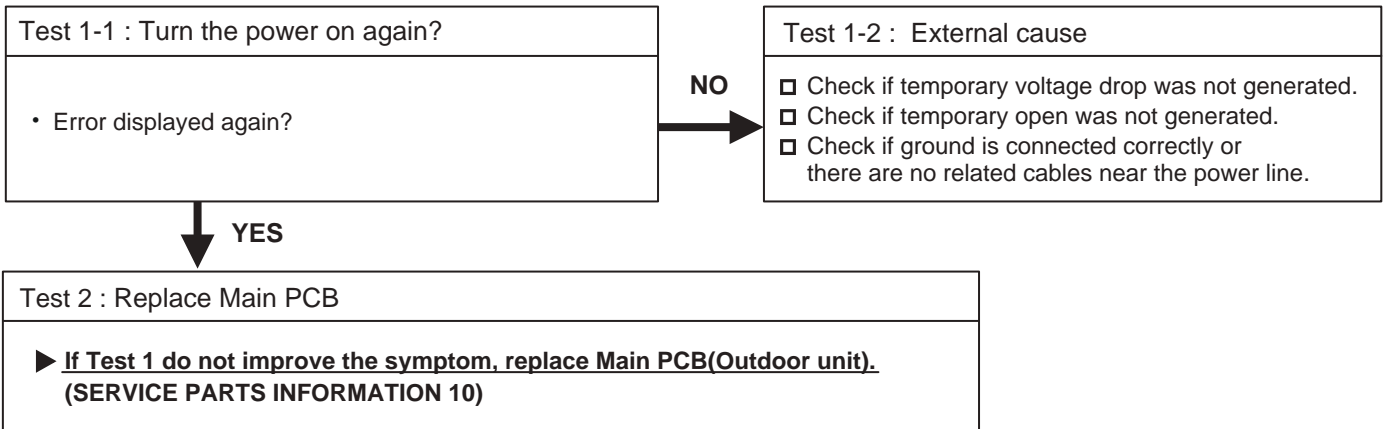 Test 1-1 : Turn the power on again?
• Error displayed again?
NO
Test 1-2 :  External cause
□ Check if temporary voltage drop was not generated.
□ Check if temporary open was not generated.
□ Check if ground is connected correctly or
there are no related cables near the power line.
YES
Test 2 : Replace Main PCB
▶ If Test 1 do not improve the symptom, replace Main PCB(Outdoor unit).
(SERVICE PARTS INFORMATION 10)